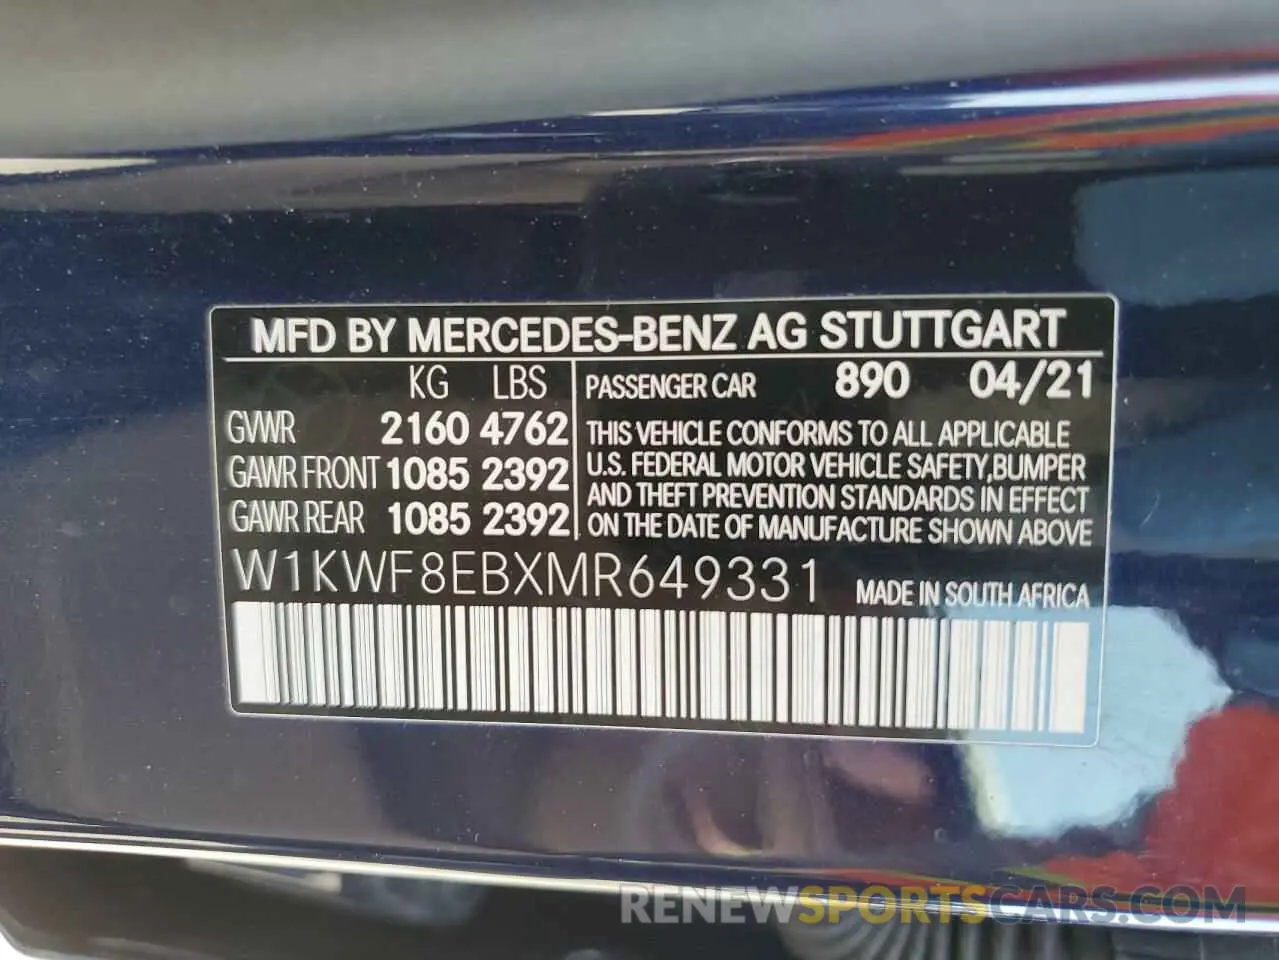 MFD BY MERCEDES-BENZ AG STUTTGART
KG LBS
GVWR 2160 4762
GAWR FRONT 1085 2392
GAWR REAR 1085 2392
PASSENGER CAR 890 04/21
THIS VEHICLE CONFORMS TO ALL APPLICABLE
U.S. FEDERAL MOTOR VEHICLE SAFETY, BUMPER
AND THEFT PREVENTION STANDARDS IN EFFECT
ON THE DATE OF MANUFACTURE SHOWN ABOVE
W1KWF8EBXMR649331 MADE IN SOUTH AFRICA
RENEWSPORTSCARS.COM